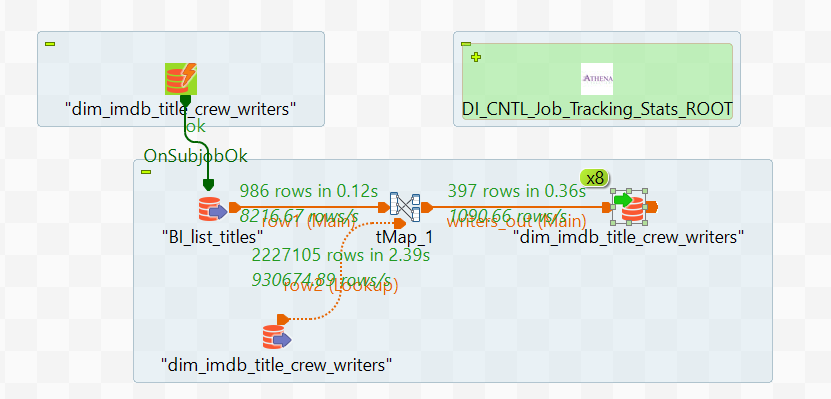 "dim_imdb_title_crew_writers"
ok
OnSubjobOk
ATHENA
DI_CNTL_Job_Tracking_Stats_ROOT
x8
986 rows in 0.12s
8216.67 rows/s
row1 (Main)
397 rows in 0.36s
1090.66 rows/s
writers_out (Main)
"BI_list_titles"
tMap_1
"dim_imdb_title_crew_writers"
2227105 rows in 2.39s
930674.89 rows/s
row2 (Lookup)
"dim_imdb_title_crew_writers"